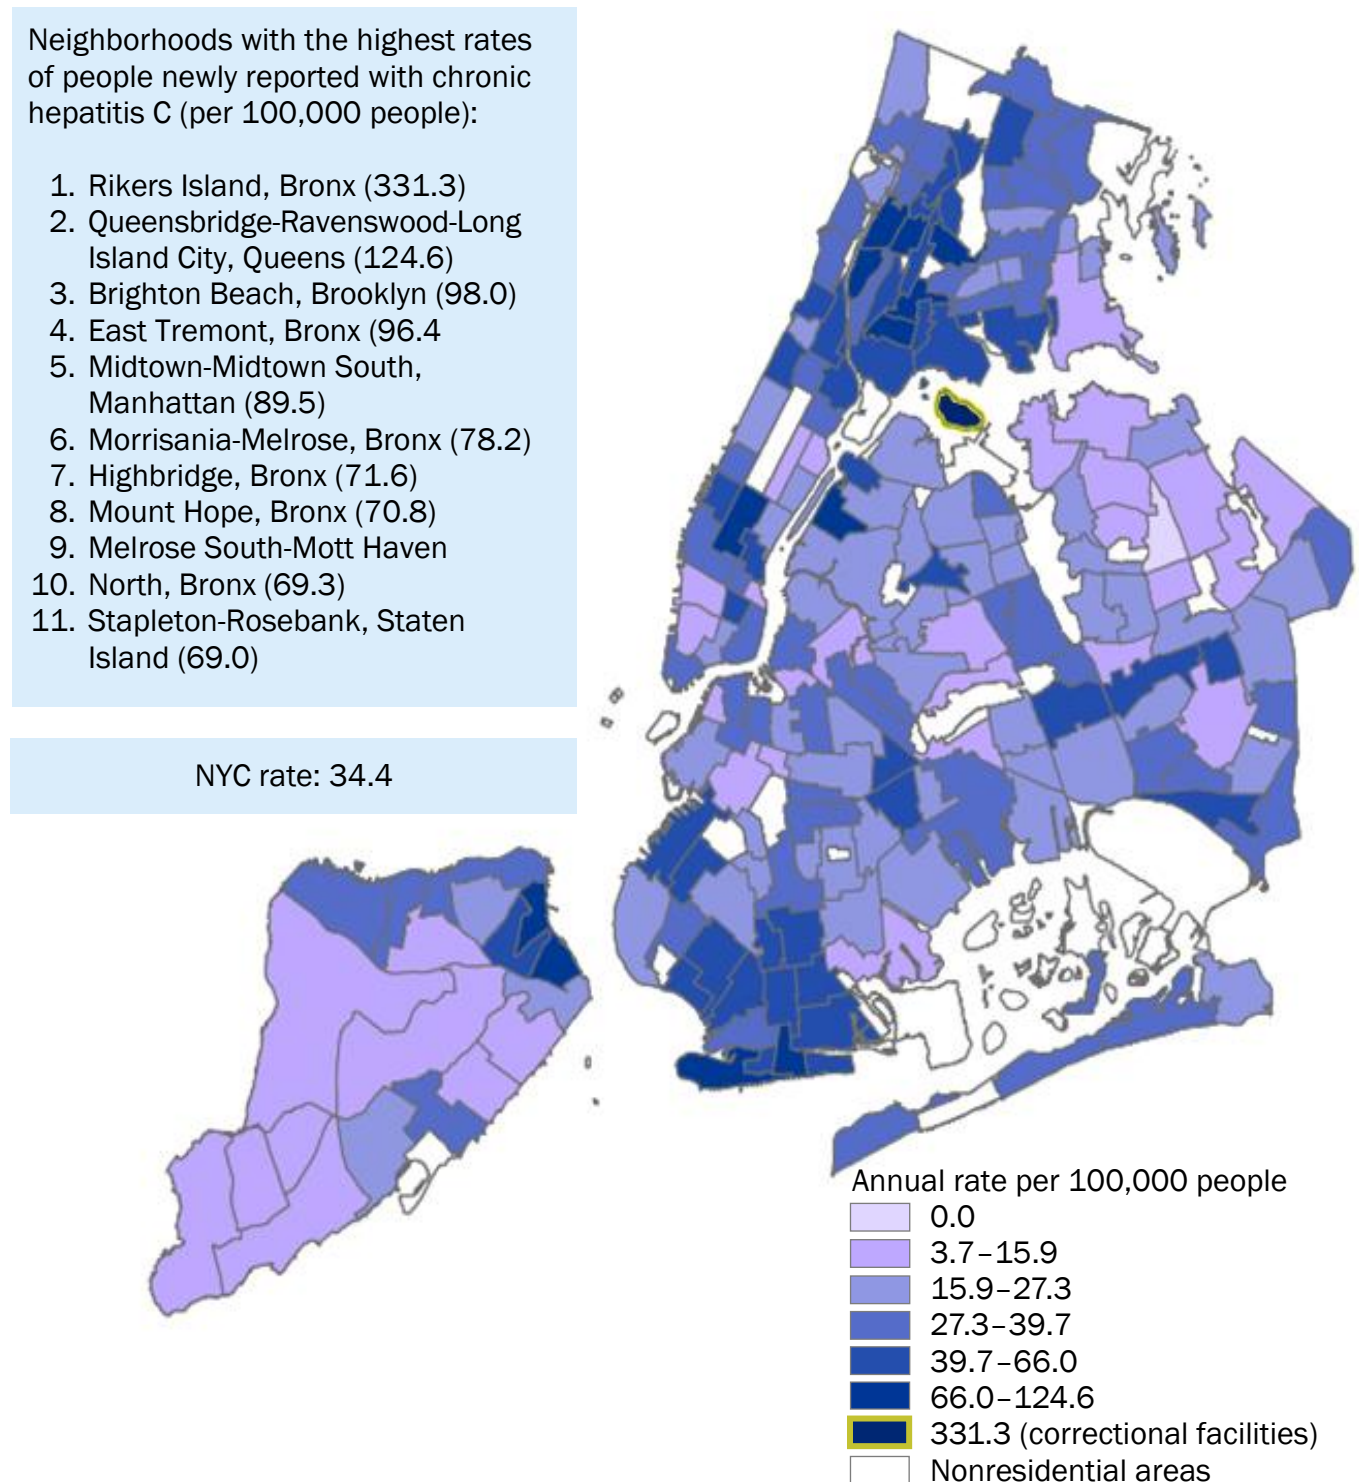 Neighborhoods with the highest rates
of people newly reported with chronic
hepatitis C (per 100,000 people):
1. Rikers Island, Bronx (331.3)
2. Queensbridge-Ravenswood-Long
Island City, Queens (124.6)
3. Brighton Beach, Brooklyn (98.0)
4. East Tremont, Bronx (96.4
5. Midtown-Midtown South,
Manhattan (89.5)
6. Morrisania-Melrose, Bronx (78.2)
7. Highbridge, Bronx (71.6)
8. Mount Hope, Bronx (70.8)
9. Melrose South-Mott Haven
10. North, Bronx (69.3)
11. Stapleton-Rosebank, Staten
Island (69.0)
NYC rate: 34.4
Annual rate per 100,000 people
0.0
3.7–15.9
15.9–27.3
27.3–39.7
39.7–66.0
66.0–124.6
331.3 (correctional facilities)
Nonresidential areas